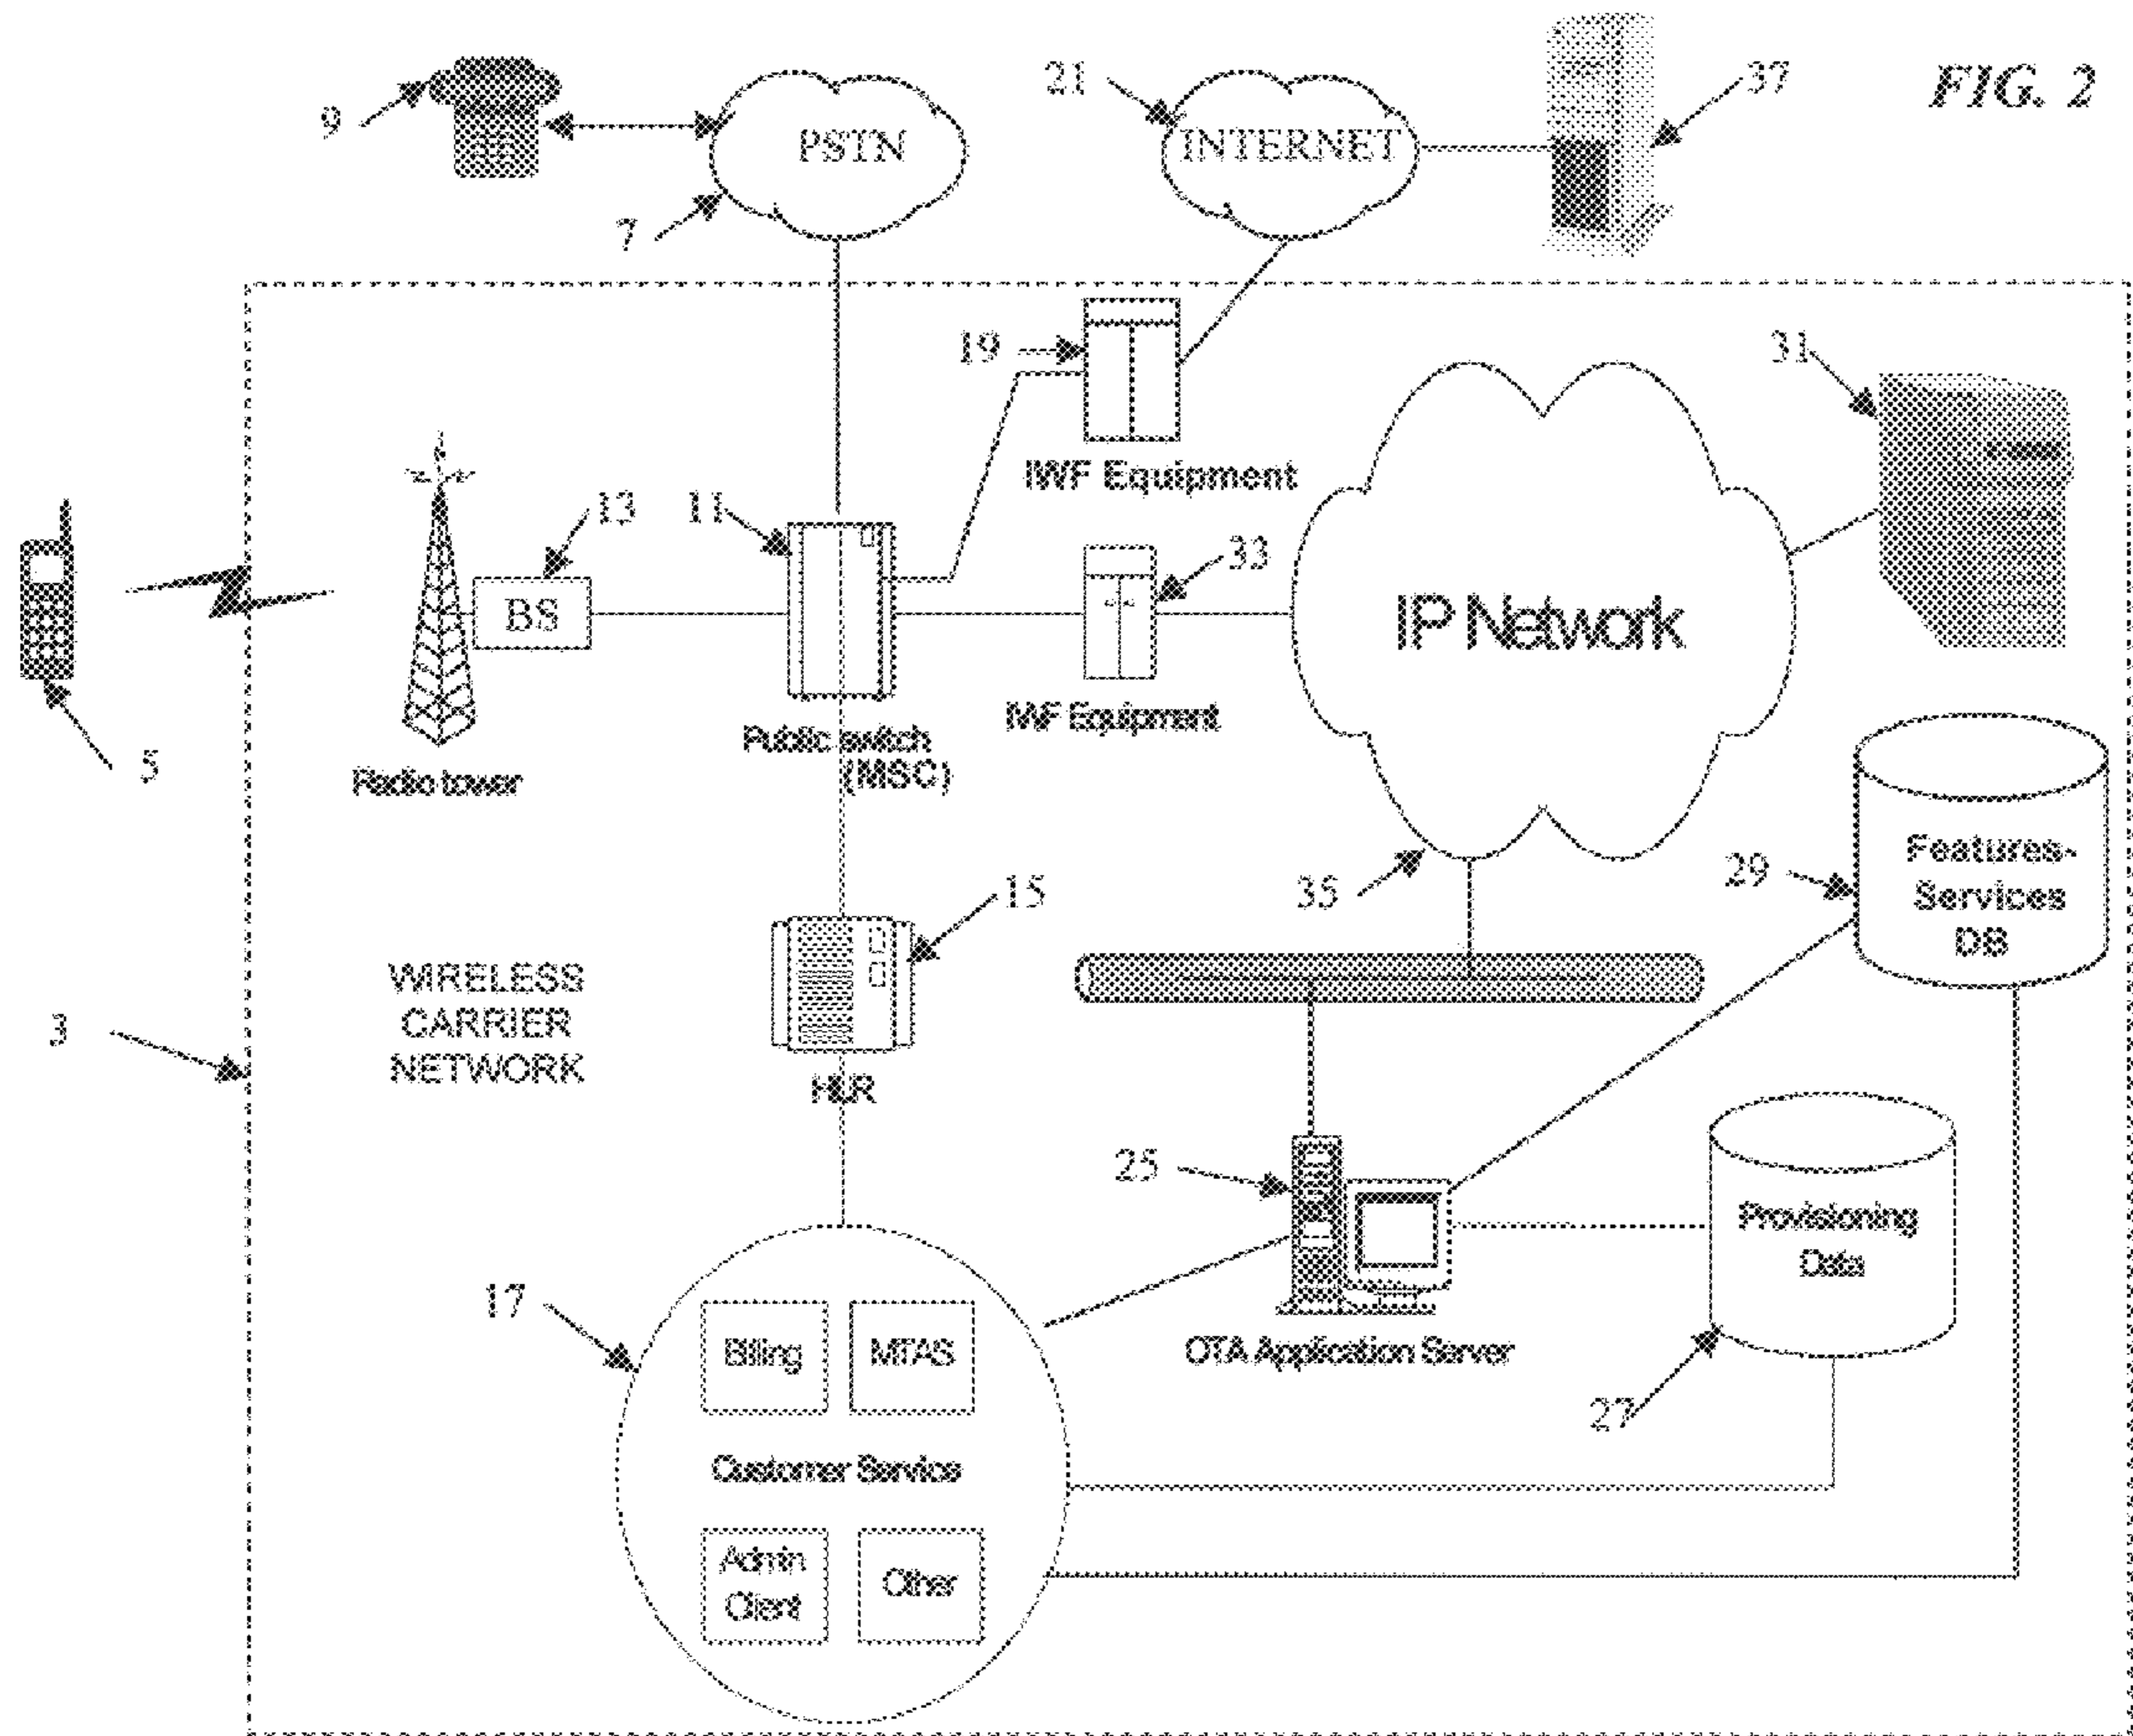 FIG. 2
9
PSTN
7
21
INTERNET
37
19
IWF Equipment
31
5
13
BS
Radio tower
11
Public switch
(MSC)
33
IWF Equipment
IP Network
35
29
Features-
Services
DB
3
WIRELESS
CARRIER
NETWORK
15
HLR
25
OTA Application Server
Provisioning
Data
27
17
Billing
MTAS
Customer Service
Admin
Client
Other